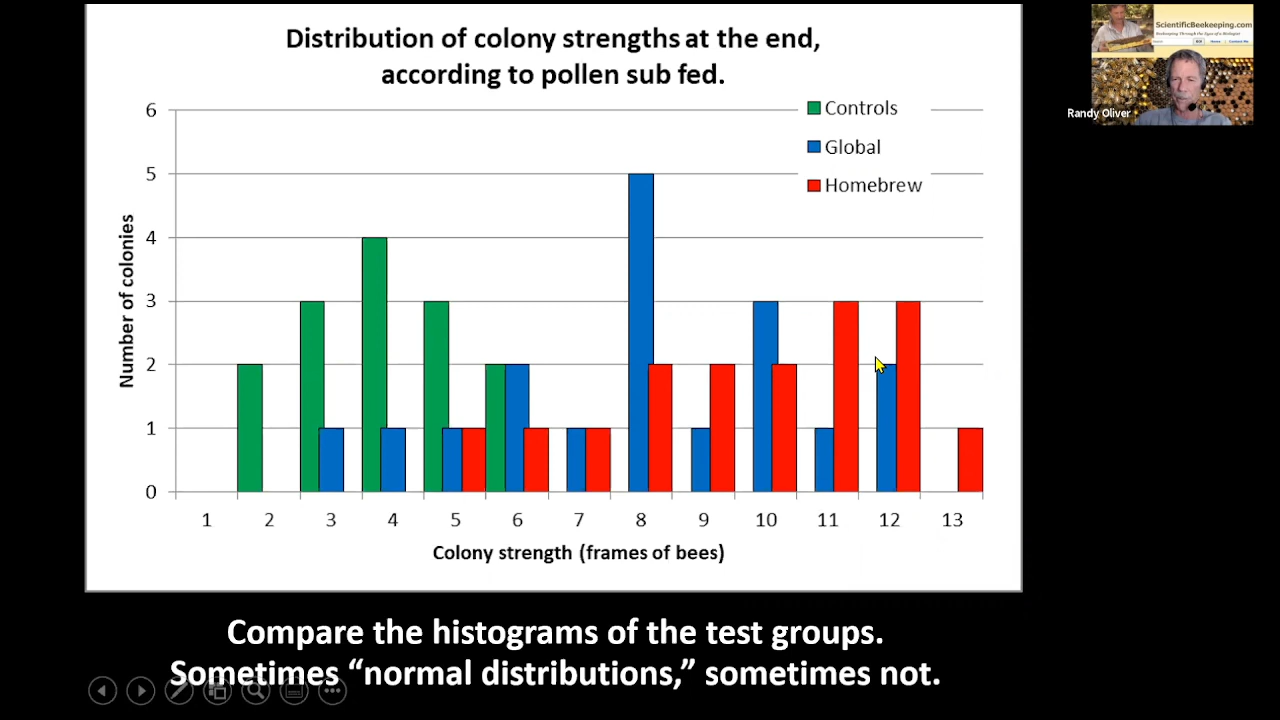 Distribution of colony strengths at the end,
according to pollen sub fed.
6
5
4
3
2
1
0
Number of colonies
Controls
Global
Homebrew
1 2 3 4 5 6 7 8 9 10 11 12 13
Colony strength (frames of bees)
Compare the histograms of the test groups.
Sometimes “normal distributions,” sometimes not.
ScientificBeekeeping.com
Randy Oliver